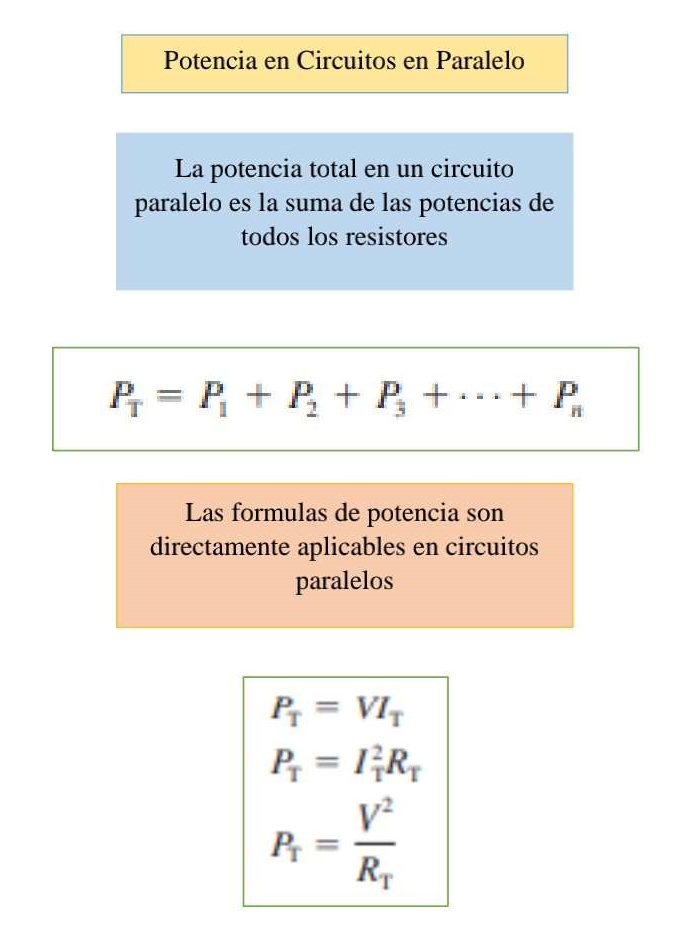 Potencia en Circuitos en Paralelo
La potencia total en un circuito
paralelo es la suma de las potencias de
todos los resistores
P_T = P_1 + P_2 + P_3 + ··· + P_n
Las formulas de potencia son
directamente aplicables en circuitos
paralelos
P_T = VI_T
P_T = I_T^2 R_T
P_T = V^2 / R_T